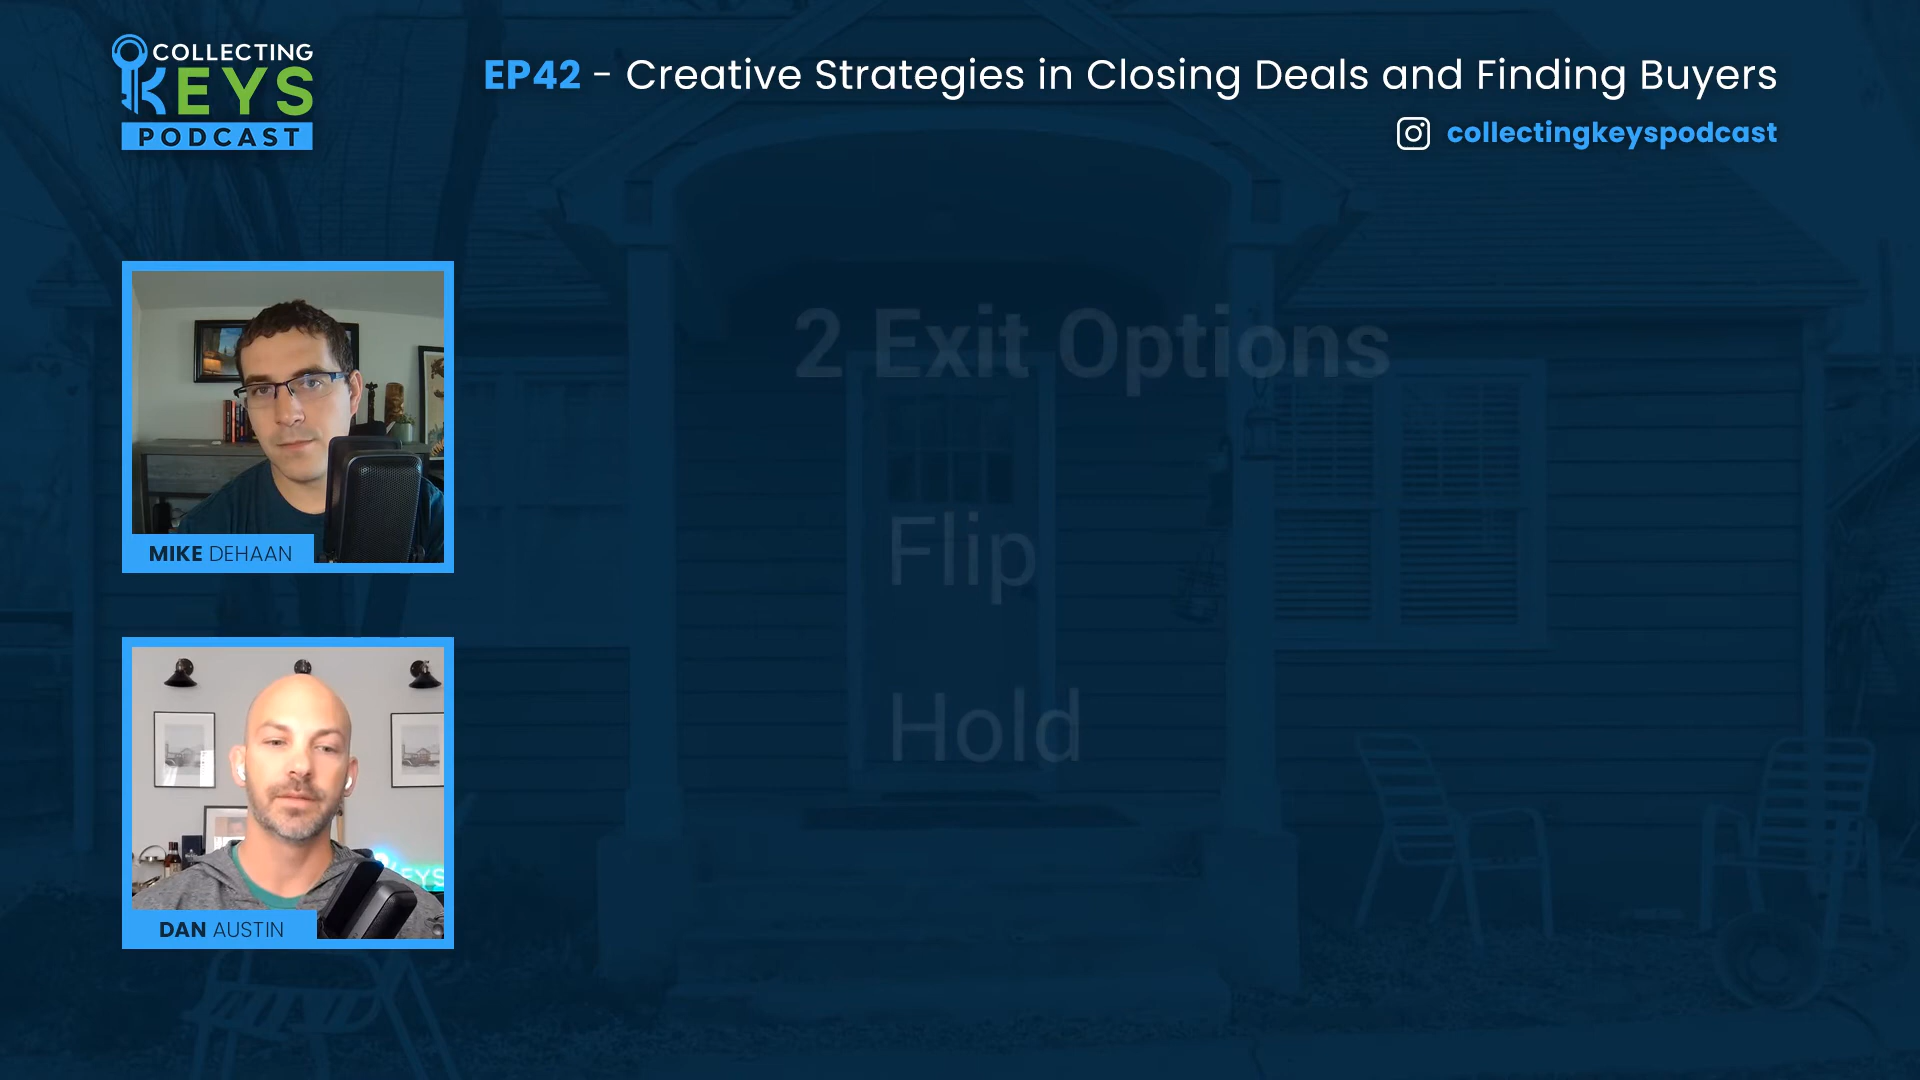 COLLECTING
KEYS
PODCAST
EP42 - Creative Strategies in Closing Deals and Finding Buyers
collectingkeyspodcast
2 Exit Options
Flip
Hold
MIKE DEHAAN
KEYS
DAN AUSTIN